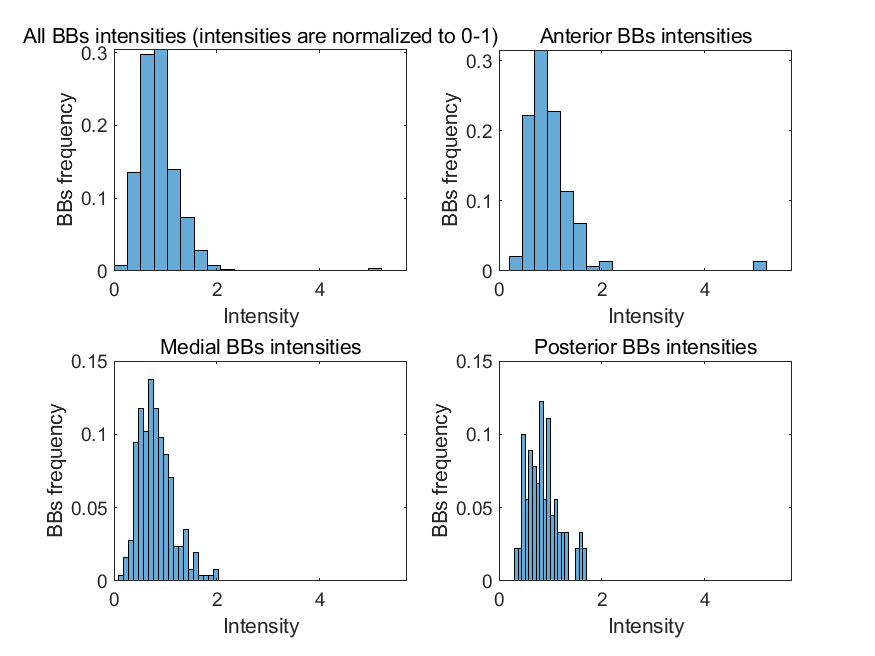 All BBs intensities (intensities are normalized to 0-1)
Anterior BBs intensities
0.3
0.2
0.1
0
BBs frequency
0 2 4
Intensity
0.3
0.2
0.1
0
BBs frequency
0 2 4
Intensity
Medial BBs intensities
Posterior BBs intensities
0.15
0.1
0.05
0
BBs frequency
0 2 4
Intensity
0.15
0.1
0.05
0
BBs frequency
0 2 4
Intensity